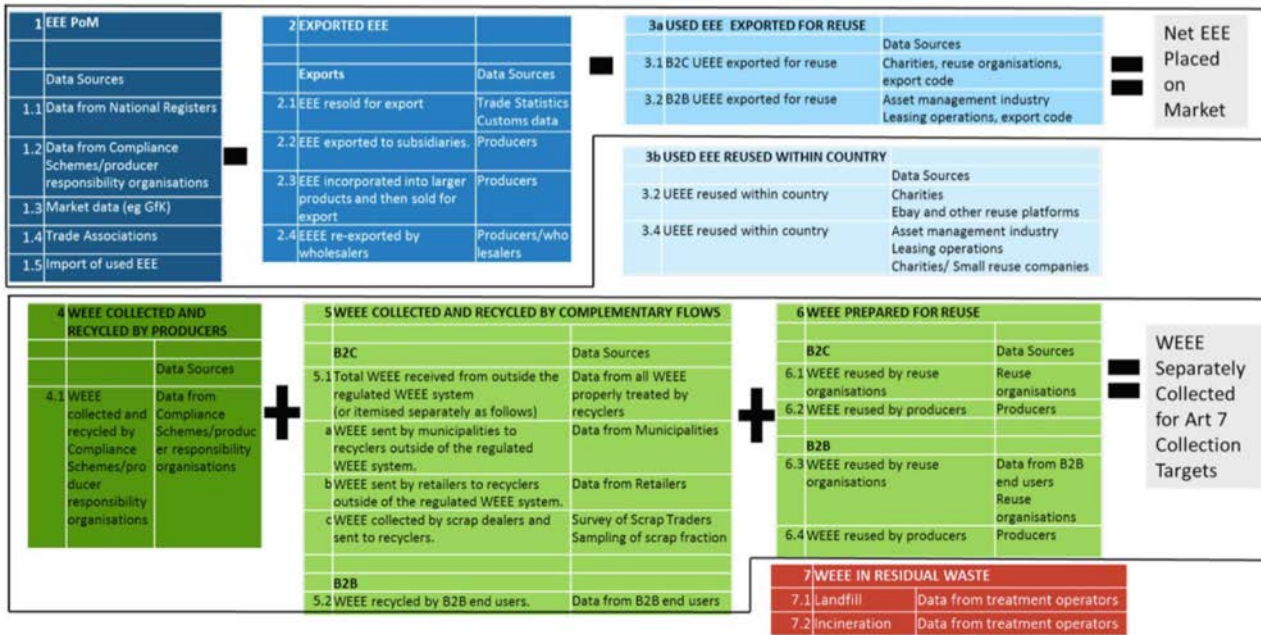 1 EEE PoM
Data Sources
1.1 Data from National Registers
1.2 Data from Compliance
Schemes/producer
responsibility organisations
1.3 Market data (eg GfK)
1.4 Trade Associations
1.5 Import of used EEE
2 EXPORTED EEE
Exports Data Sources
2.1 EEE resold for export Trade Statistics
Customs data
2.2 EEE exported to subsidiaries. Producers
2.3 EEE incorporated into larger Producers
products and then sold for
export
2.4 EEEE re-exported by Producers/who
wholesalers lesalers
3a USED EEE EXPORTED FOR REUSE
Data Sources
3.1 B2C UEEE exported for reuse Charities, reuse organisations,
export code
3.2 B2B UEEE exported for reuse Asset management industry
Leasing operations, export code
Net EEE
Placed
on
Market
3b USED EEE REUSED WITHIN COUNTRY
Data Sources
3.2 UEEE reused within country Charities
Ebay and other reuse platforms
3.4 UEEE reused within country Asset management industry
Leasing operations
Charities/ Small reuse companies
4 WEEE COLLECTED AND
RECYCLED BY PRODUCERS
Data Sources
4.1 WEEE Data from
collected and Compliance
recycled by Schemes/produc
Compliance er responsibility
Schemes/pro organisations
ducer
responsibility
organisations
5 WEEE COLLECTED AND RECYCLED BY COMPLEMENTARY FLOWS
B2C Data Sources
5.1 Total WEEE received from outside the Data from all WEEE
regulated WEEE system properly treated by
(or itemised separately as follows) recyclers
a WEEE sent by municipalities to Data from Municipalities
recyclers outside of the regulated
WEEE system.
b WEEE sent by retailers to recyclers Data from Retailers
outside of the regulated WEEE system.
c WEEE collected by scrap dealers and Survey of Scrap Traders
sent to recyclers. Sampling of scrap fraction
B2B
5.2 WEEE recycled by B2B end users. Data from B2B end users
6 WEEE PREPARED FOR REUSE
B2C Data Sources
6.1 WEEE reused by reuse Reuse
organisations organisations
6.2 WEEE reused by producers Producers
B2B
6.3 WEEE reused by reuse Data from B2B
organisations end users
Reuse
organisations
6.4 WEEE reused by producers Producers
WEEE
Separately
Collected
for Art 7
Collection
Targets
7 WEEE IN RESIDUAL WASTE
7.1 Landfill Data from treatment operators
7.2 Incineration Data from treatment operators